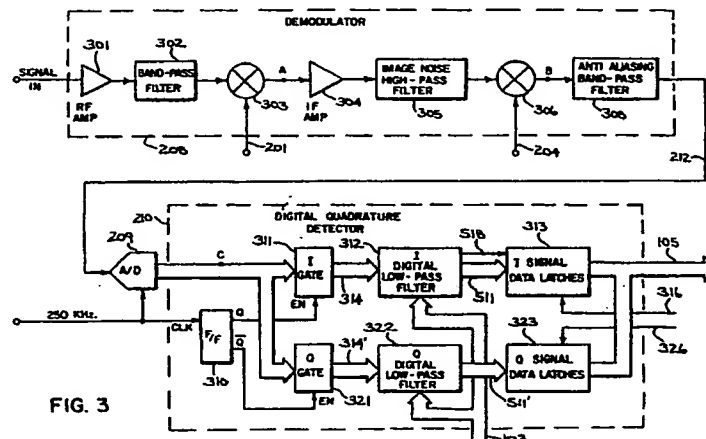 DEMODULATOR
301
302
SIGNAL
IN
RF
AMP
BAND-PASS
FILTER
A
303
201
304
IF
AMP
IMAGE NOISE
HIGH-PASS
FILTER
305
306
B
204
ANTI ALIASING
BAND-PASS
FILTER
308
208
212
210
DIGITAL QUADRATURE
DETECTOR
209
A/D
C
311
I
GATE
EN
314
312
I
DIGITAL
LOW-PASS
FILTER
518
511
313
I SIGNAL
DATA LATCHES
105
316
326
250 KHz.
CLK
F/F
310
Q
Q̅
Q
GATE
EN
321
314'
322
Q
DIGITAL
LOW-PASS
FILTER
511'
323
Q SIGNAL
DATA LATCHES
103
FIG. 3